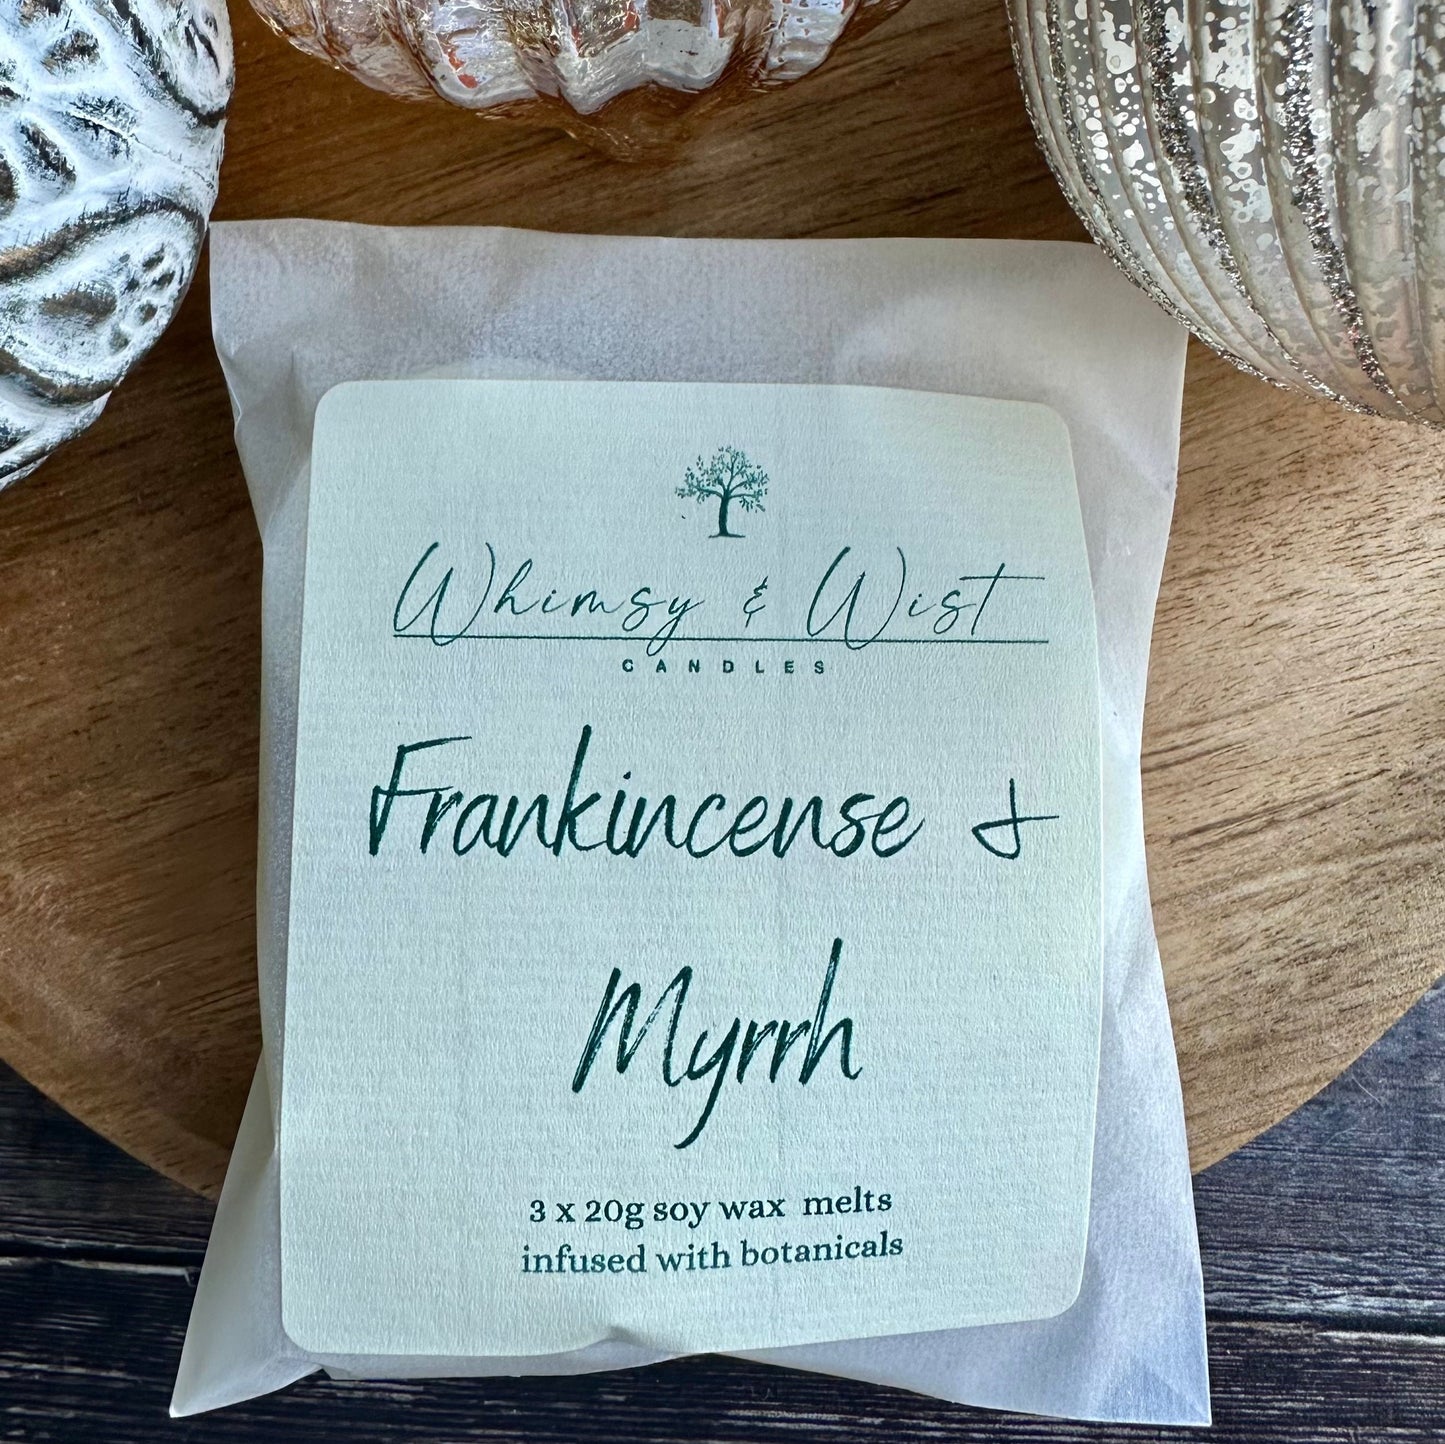 Whimsy & Wist
CANDLES
Frankincense &
Myrrh
3 x 20g soy wax melts
infused with botanicals